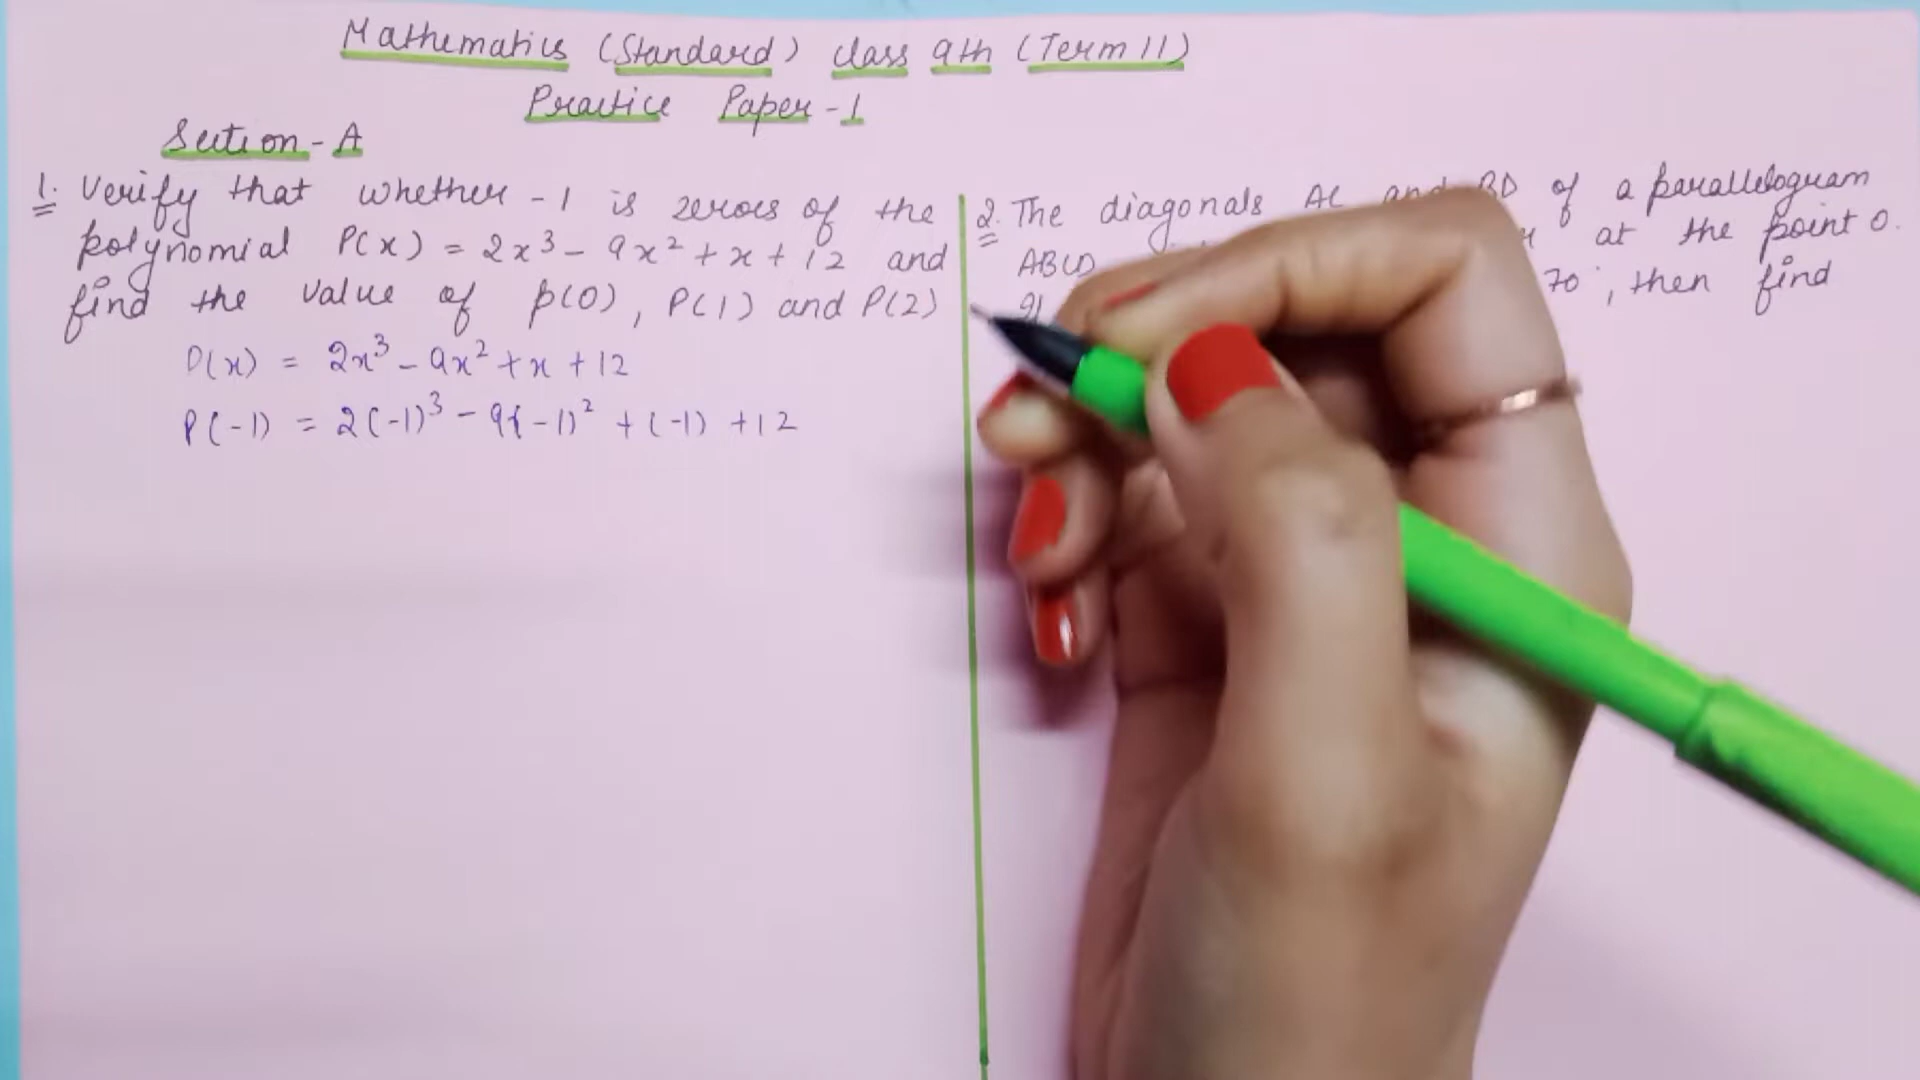 Mathematics (Standard) class 9th (Term II)
Practice Paper - 1
Section - A
1. Verify that whether -1 is zeroes of the
polynomial P(x) = 2x³ - 9x² + x + 12 and
find the value of p(0), P(1) and P(2)
P(x) = 2x³ - 9x² + x + 12
P(-1) = 2(-1)³ - 9(-1)² + (-1) + 12
2. The diagonals AC and BD of a parallelogram
ABCD at the point O.
70°, then find